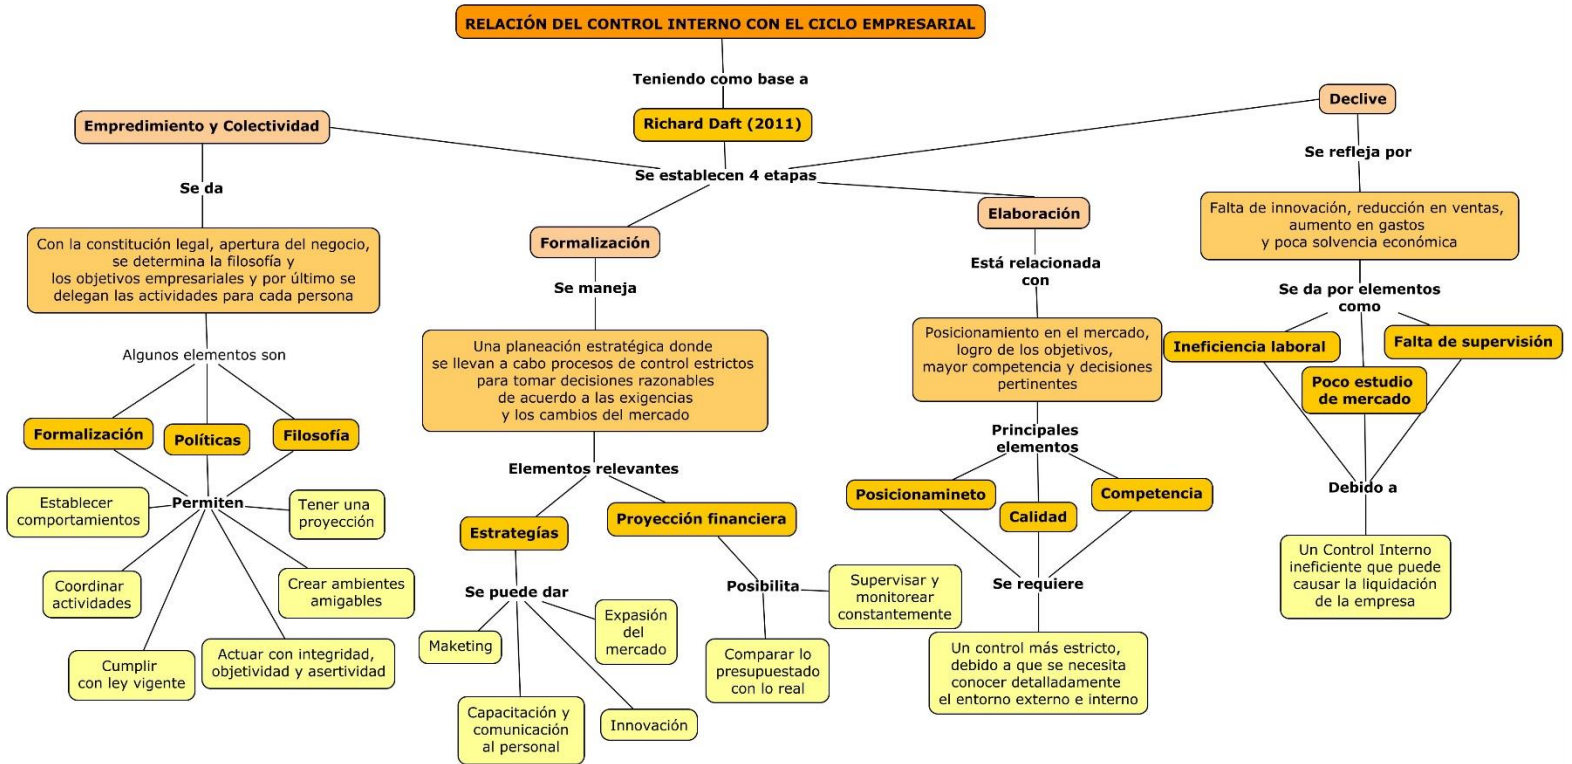 RELACIÓN DEL CONTROL INTERNO CON EL CICLO EMPRESARIAL
Teniendo como base a
Richard Daft (2011)
Se establecen 4 etapas
Empredimiento y Colectividad
Se da
Con la constitución legal, apertura del negocio,
se determina la filosofía y
los objetivos empresariales y por último se
delegan las actividades para cada persona
Algunos elementos son
Formalización
Políticas
Filosofía
Permiten
Establecer
comportamientos
Tener una
proyección
Coordinar
actividades
Crear ambientes
amigables
Cumplir
con ley vigente
Actuar con integridad,
objetividad y asertividad
Formalización
Se maneja
Una planeación estratégica donde
se llevan a cabo procesos de control estrictos
para tomar decisiones razonables
de acuerdo a las exigencias
y los cambios del mercado
Elementos relevantes
Estrategías
Proyección financiera
Se puede dar
Maketing
Expasión
del
mercado
Capacitación y
comunicación
al personal
Innovación
Posibilita
Supervisar y
monitorear
constantemente
Comparar lo
presupuestado
con lo real
Elaboración
Está relacionada
con
Posicionamiento en el mercado,
logro de los objetivos,
mayor competencia y decisiones
pertinentes
Principales
elementos
Posicionamineto
Calidad
Competencia
Se requiere
Un control más estricto,
debido a que se necesita
conocer detalladamente
el entorno externo e interno
Declive
Se refleja por
Falta de innovación, reducción en ventas,
aumento en gastos
y poca solvencia económica
Se da por elementos
como
Ineficiencia laboral
Poco estudio
de mercado
Falta de supervisión
Debido a
Un Control Interno
ineficiente que puede
causar la liquidación
de la empresa